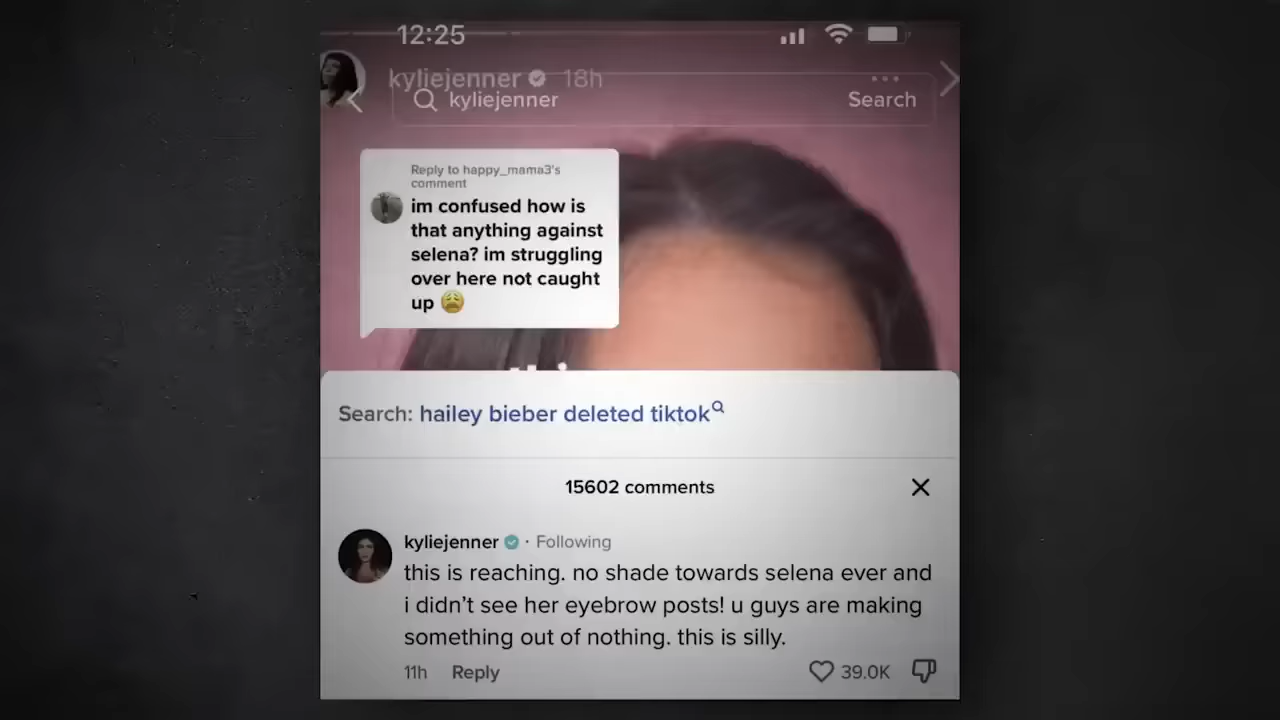 12:25
kyliejenner 18h
kyliejenner Search
Reply to happy_mama3's
comment
im confused how is
that anything against
selena? im struggling
over here not caught
up 😩
Search: hailey bieber deleted tiktok
15602 comments
kyliejenner · Following
this is reaching. no shade towards selena ever and
i didn’t see her eyebrow posts! u guys are making
something out of nothing. this is silly.
11h Reply 39.0K